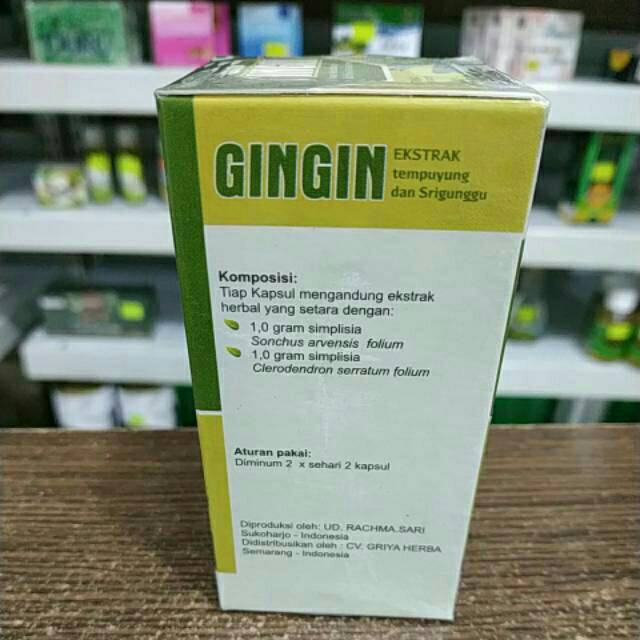 GINGIN
EKSTRAK
tempuyung
dan Srigunggu
Komposisi:
Tiap Kapsul mengandung ekstrak
herbal yang setara dengan:
1,0 gram simplisia
Sonchus arvensis folium
1,0 gram simplisia
Clerodendron serratum folium
Aturan pakai:
Diminum 2 x sehari 2 kapsul
Diproduksi oleh: UD. RACHMA.SARI
Sukoharjo - Indonesia
Didistribusikan oleh : CV. GRIYA HERBA
Semarang - Indonesia